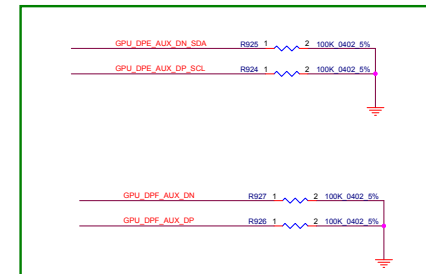 GPU_DPE_AUX_DN_SDA R925 1 2 100K_0402_5%
GPU_DPE_AUX_DP_SCL R924 1 2 100K_0402_5%
GPU_DPF_AUX_DN R927 1 2 100K_0402_5%
GPU_DPF_AUX_DP R926 1 2 100K_0402_5%